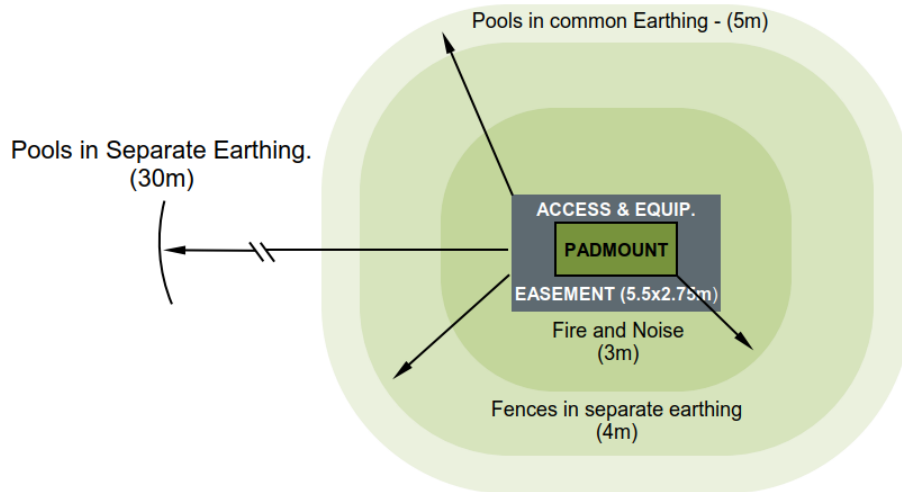 Pools in common Earthing - (5m)
Pools in Separate Earthing.
(30m)
ACCESS & EQUIP.
PADMOUNT
EASEMENT (5.5x2.75m)
Fire and Noise
(3m)
Fences in separate earthing
(4m)